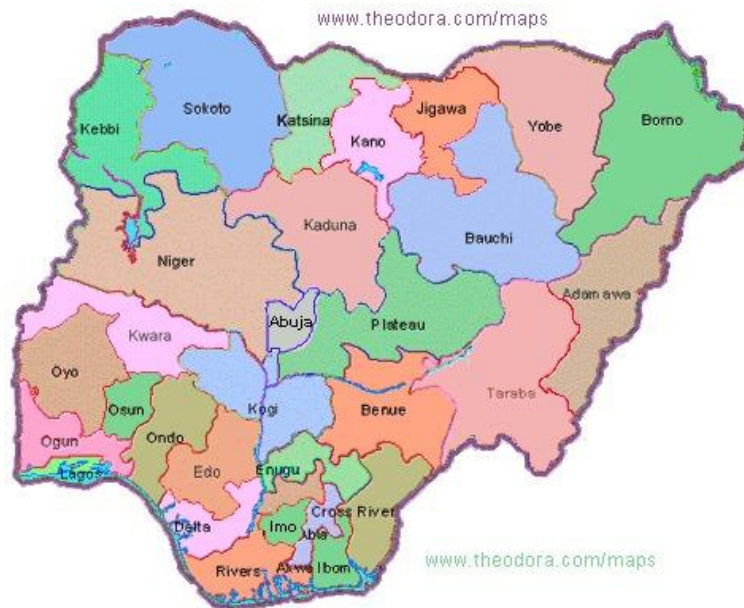 www.theodora.com/maps
Sokoto
Katsina
Jigawa
Kebbi
Kano
Yobe
Borno
Kaduna
Bauchi
Niger
Adamawa
Abuja
Plateau
Kwara
Oyo
Taraba
Osun
Kogi
Benue
Ogun
Ondo
Edo
Enugu
Lagos
Cross River
Delta
Imo
Abia
Rivers
Akwe Ibom
www.theodora.com/maps